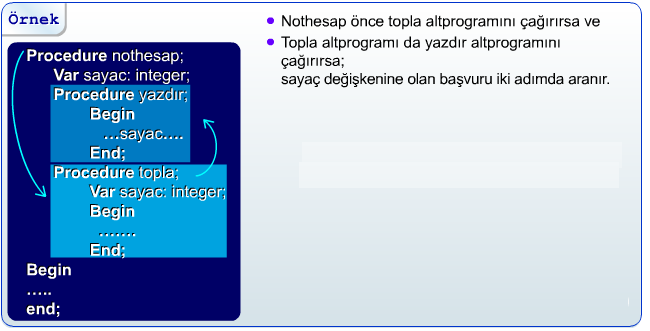 Örnek
Procedure nothesap;
Var sayac: integer;
Procedure yazdır;
Begin
…sayac….
End;
Procedure topla;
Var sayac: integer;
Begin
…….
End;
Begin
…..
end;
Nothesap önce topla altprogramını çağırırsa ve
Topla altprogramı da yazdır altprogramını
çağırırsa;
sayaç değişkenine olan başvuru iki adımda aranır.